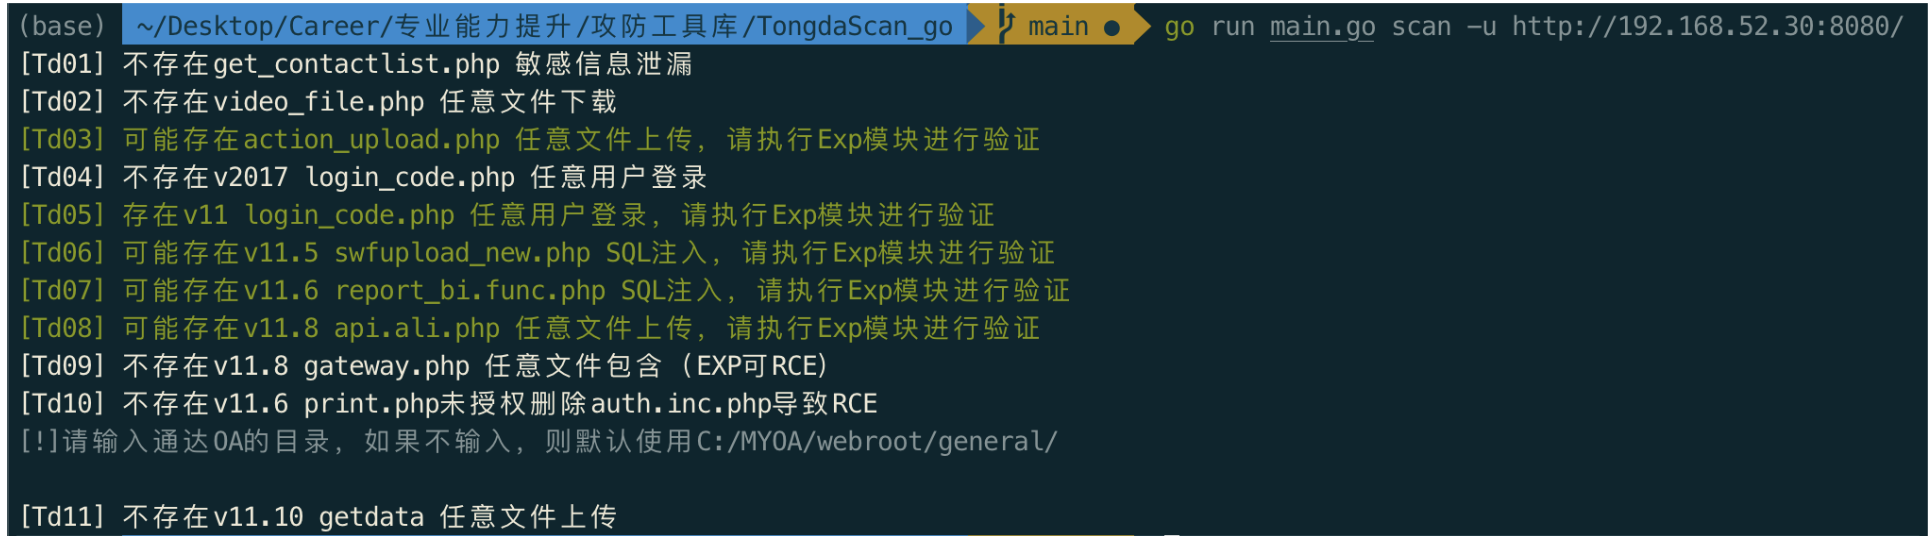 (base) ~/Desktop/Career/专业能力提升/攻防工具库/TongdaScan_go main ● go run main.go scan -u http://192.168.52.30:8080/
[Td01] 不存在get_contactlist.php 敏感信息泄漏
[Td02] 不存在video_file.php 任意文件下载
[Td03] 可能存在action_upload.php 任意文件上传，请执行Exp模块进行验证
[Td04] 不存在v2017 login_code.php 任意用户登录
[Td05] 存在v11 login_code.php 任意用户登录，请执行Exp模块进行验证
[Td06] 可能存在v11.5 swfupload_new.php SQL注入，请执行Exp模块进行验证
[Td07] 可能存在v11.6 report_bi.func.php SQL注入，请执行Exp模块进行验证
[Td08] 可能存在v11.8 api.ali.php 任意文件上传，请执行Exp模块进行验证
[Td09] 不存在v11.8 gateway.php 任意文件包含（EXP可RCE）
[Td10] 不存在v11.6 print.php未授权删除auth.inc.php导致RCE
[!]请输入通达OA的目录，如果不输入，则默认使用C:/MYOA/webroot/general/
[Td11] 不存在v11.10 getdata 任意文件上传